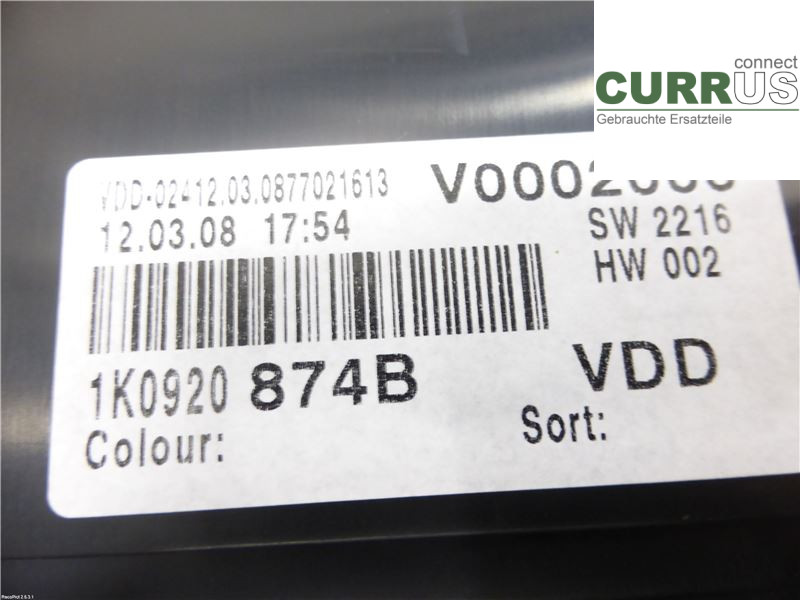 connect
CURRUS
Gebrauchte Ersatzteile
VDD-02412.03.0877021613
12.03.08 17:54
SW 2216
HW 002
1K0920 874B
VDD
Colour:
Sort: